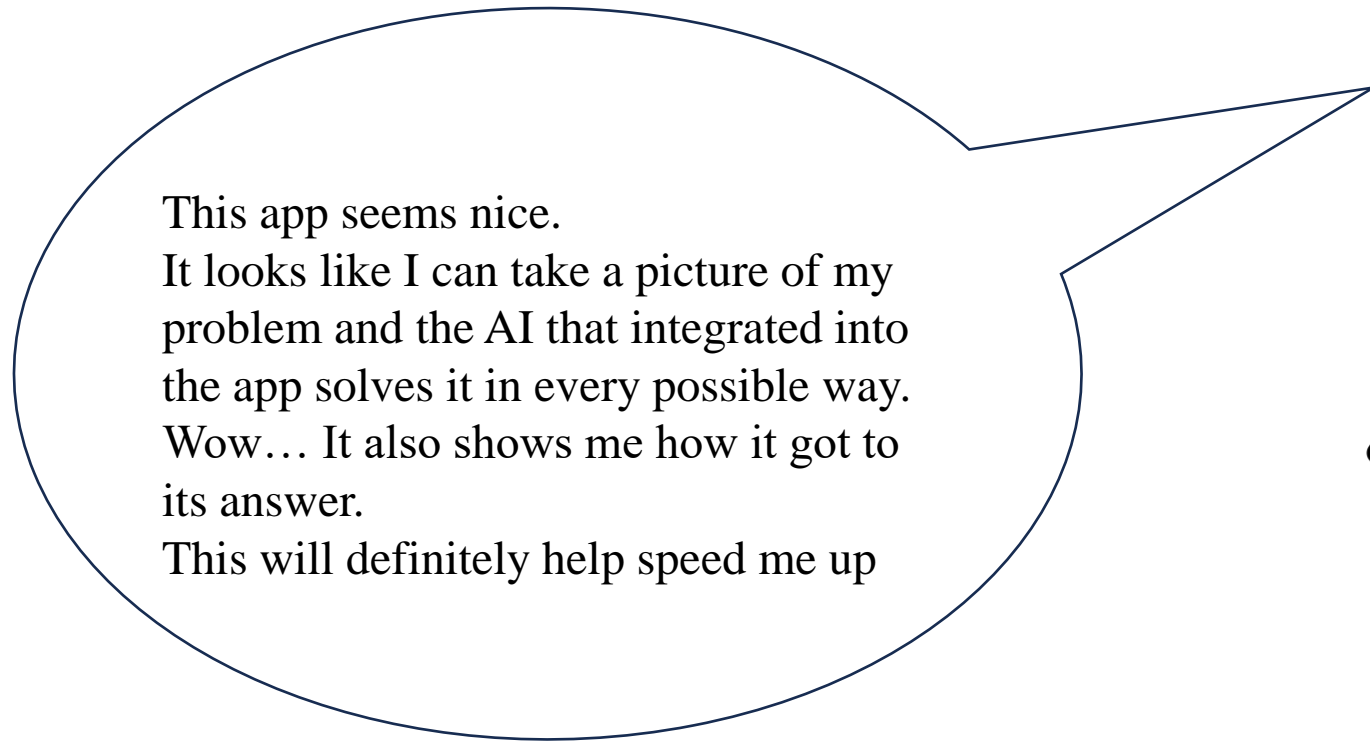 This app seems nice.
It looks like I can take a picture of my
problem and the AI that integrated into
the app solves it in every possible way.
Wow… It also shows me how it got to
its answer.
This will definitely help speed me up